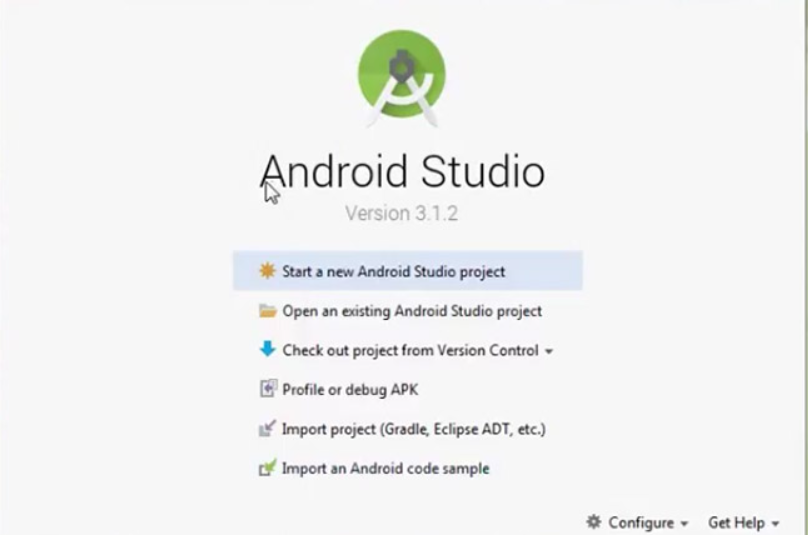 Android Studio
Version 3.1.2
Start a new Android Studio project
Open an existing Android Studio project
Check out project from Version Control
Profile or debug APK
Import project (Gradle, Eclipse ADT, etc.)
Import an Android code sample
Configure Get Help